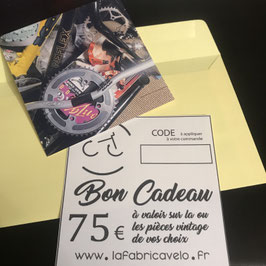 CODE à appliquer
à votre commande
Bon Cadeau
75 € à valoir sur la ou
les pièces vintage
de vos choix
www.lafabricavelo.fr